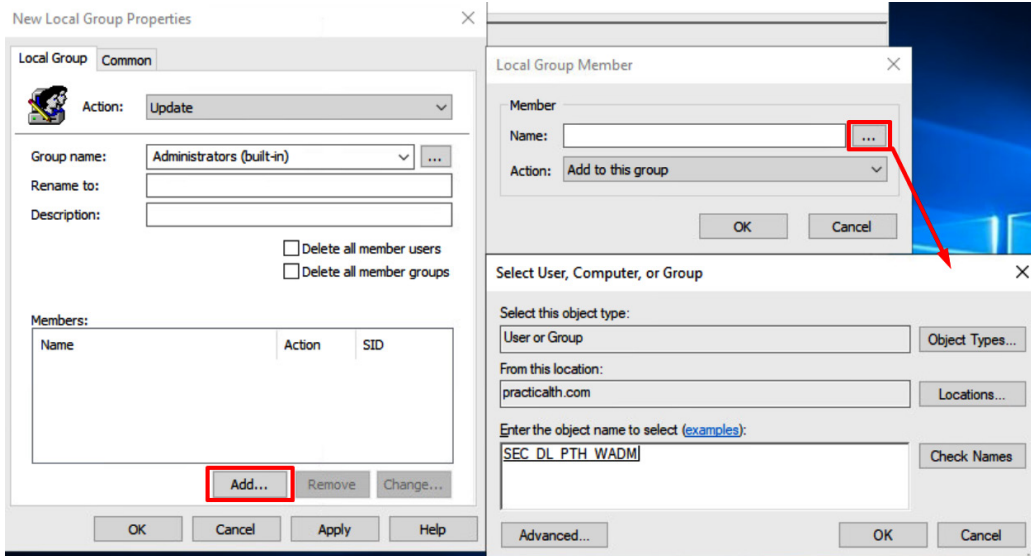 New Local Group Properties
Local Group Common
Action: Update
Group name: Administrators (built-in) ...
Rename to:
Description:
Delete all member users
Delete all member groups
Members:
Name Action SID
Add... Remove Change...
OK Cancel Apply Help
Local Group Member
Member
Name: ...
Action: Add to this group
OK Cancel
Select User, Computer, or Group
Select this object type:
User or Group Object Types...
From this location:
practicalth.com Locations...
Enter the object name to select (examples):
SEC_DL_PTH_WADM Check Names
Advanced... OK Cancel